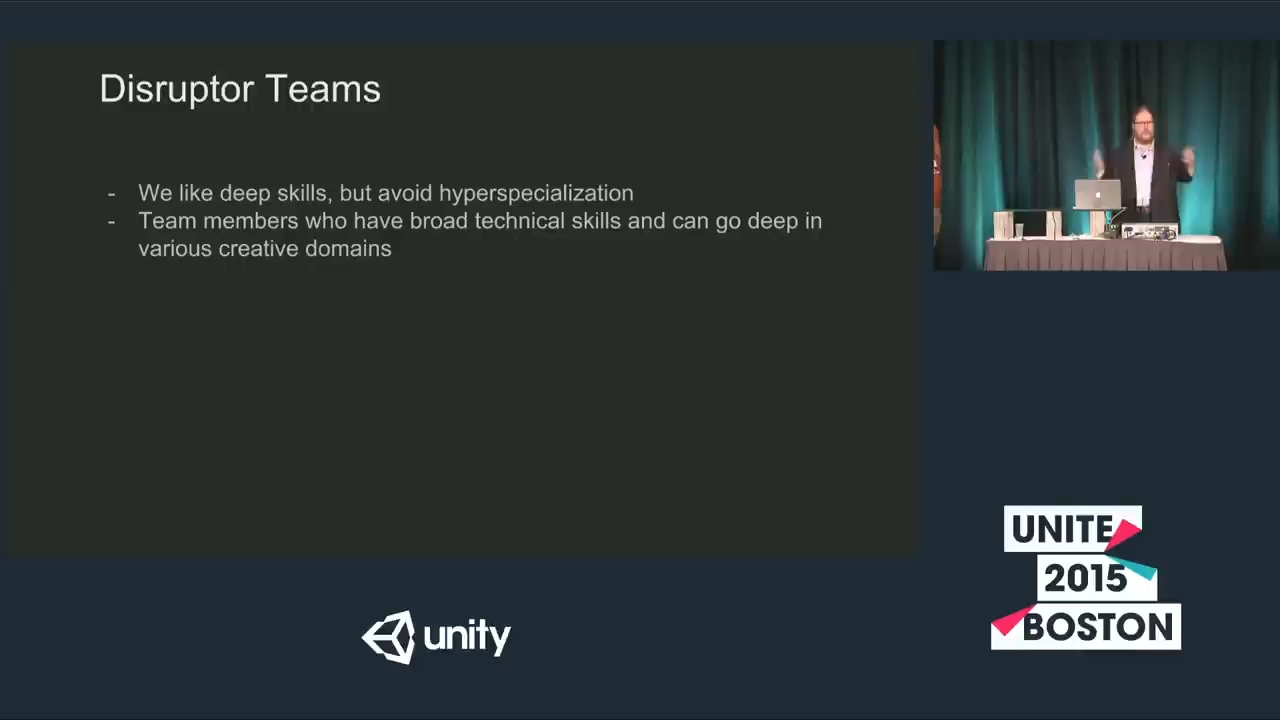 Disruptor Teams
- We like deep skills, but avoid hyperspecialization
- Team members who have broad technical skills and can go deep in
various creative domains
UNITE
2015
BOSTON
unity